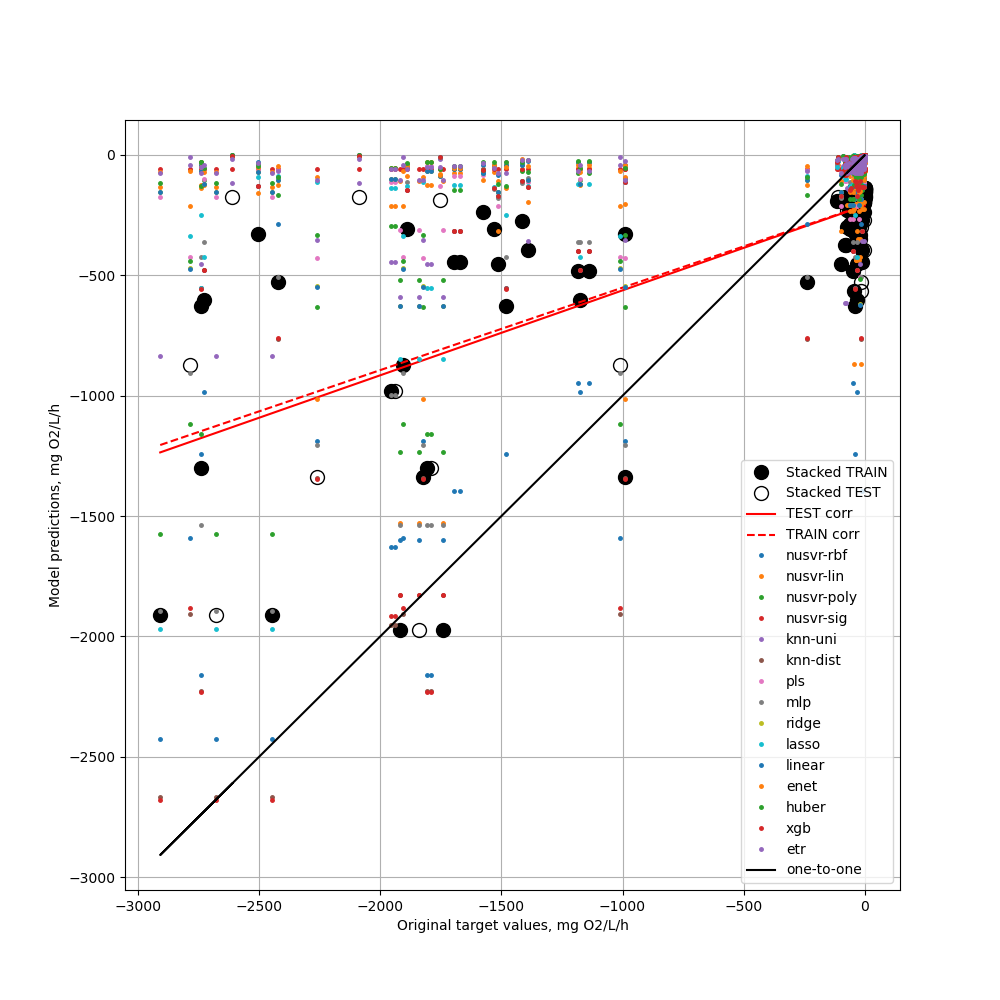 0
−500
−1000
−1500
−2000
−2500
−3000
Model predictions, mg O2/L/h
−3000 −2500 −2000 −1500 −1000 −500 0
Original target values, mg O2/L/h
Stacked TRAIN
Stacked TEST
TEST corr
TRAIN corr
nusvr-rbf
nusvr-lin
nusvr-poly
nusvr-sig
knn-uni
knn-dist
pls
mlp
ridge
lasso
linear
enet
huber
xgb
etr
one-to-one